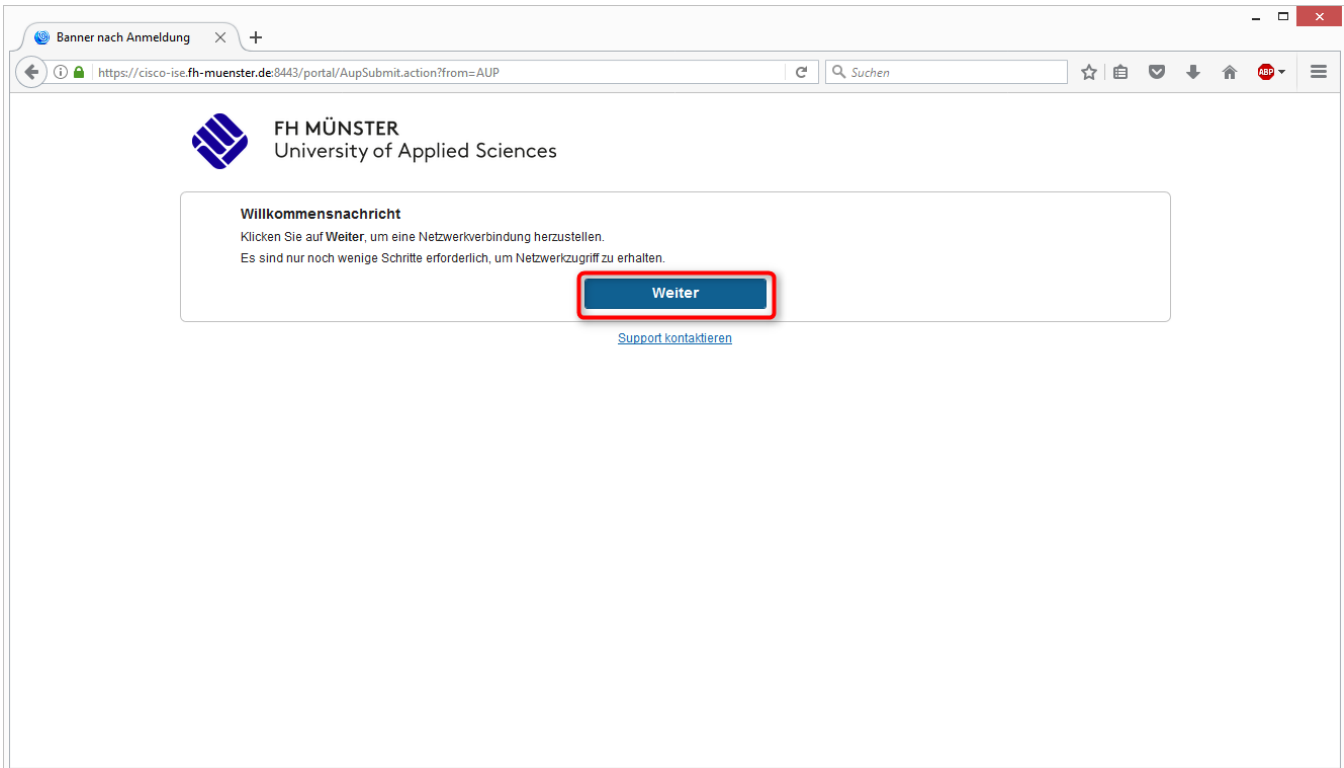 Banner nach Anmeldung
https://cisco-ise.fh-muenster.de:8443/portal/AupSubmit.action?from=AUP
Suchen
ABP
FH MÜNSTER
University of Applied Sciences
Willkommensnachricht
Klicken Sie auf Weiter, um eine Netzwerkverbindung herzustellen.
Es sind nur noch wenige Schritte erforderlich, um Netzwerkzugriff zu erhalten.
Weiter
Support kontaktieren